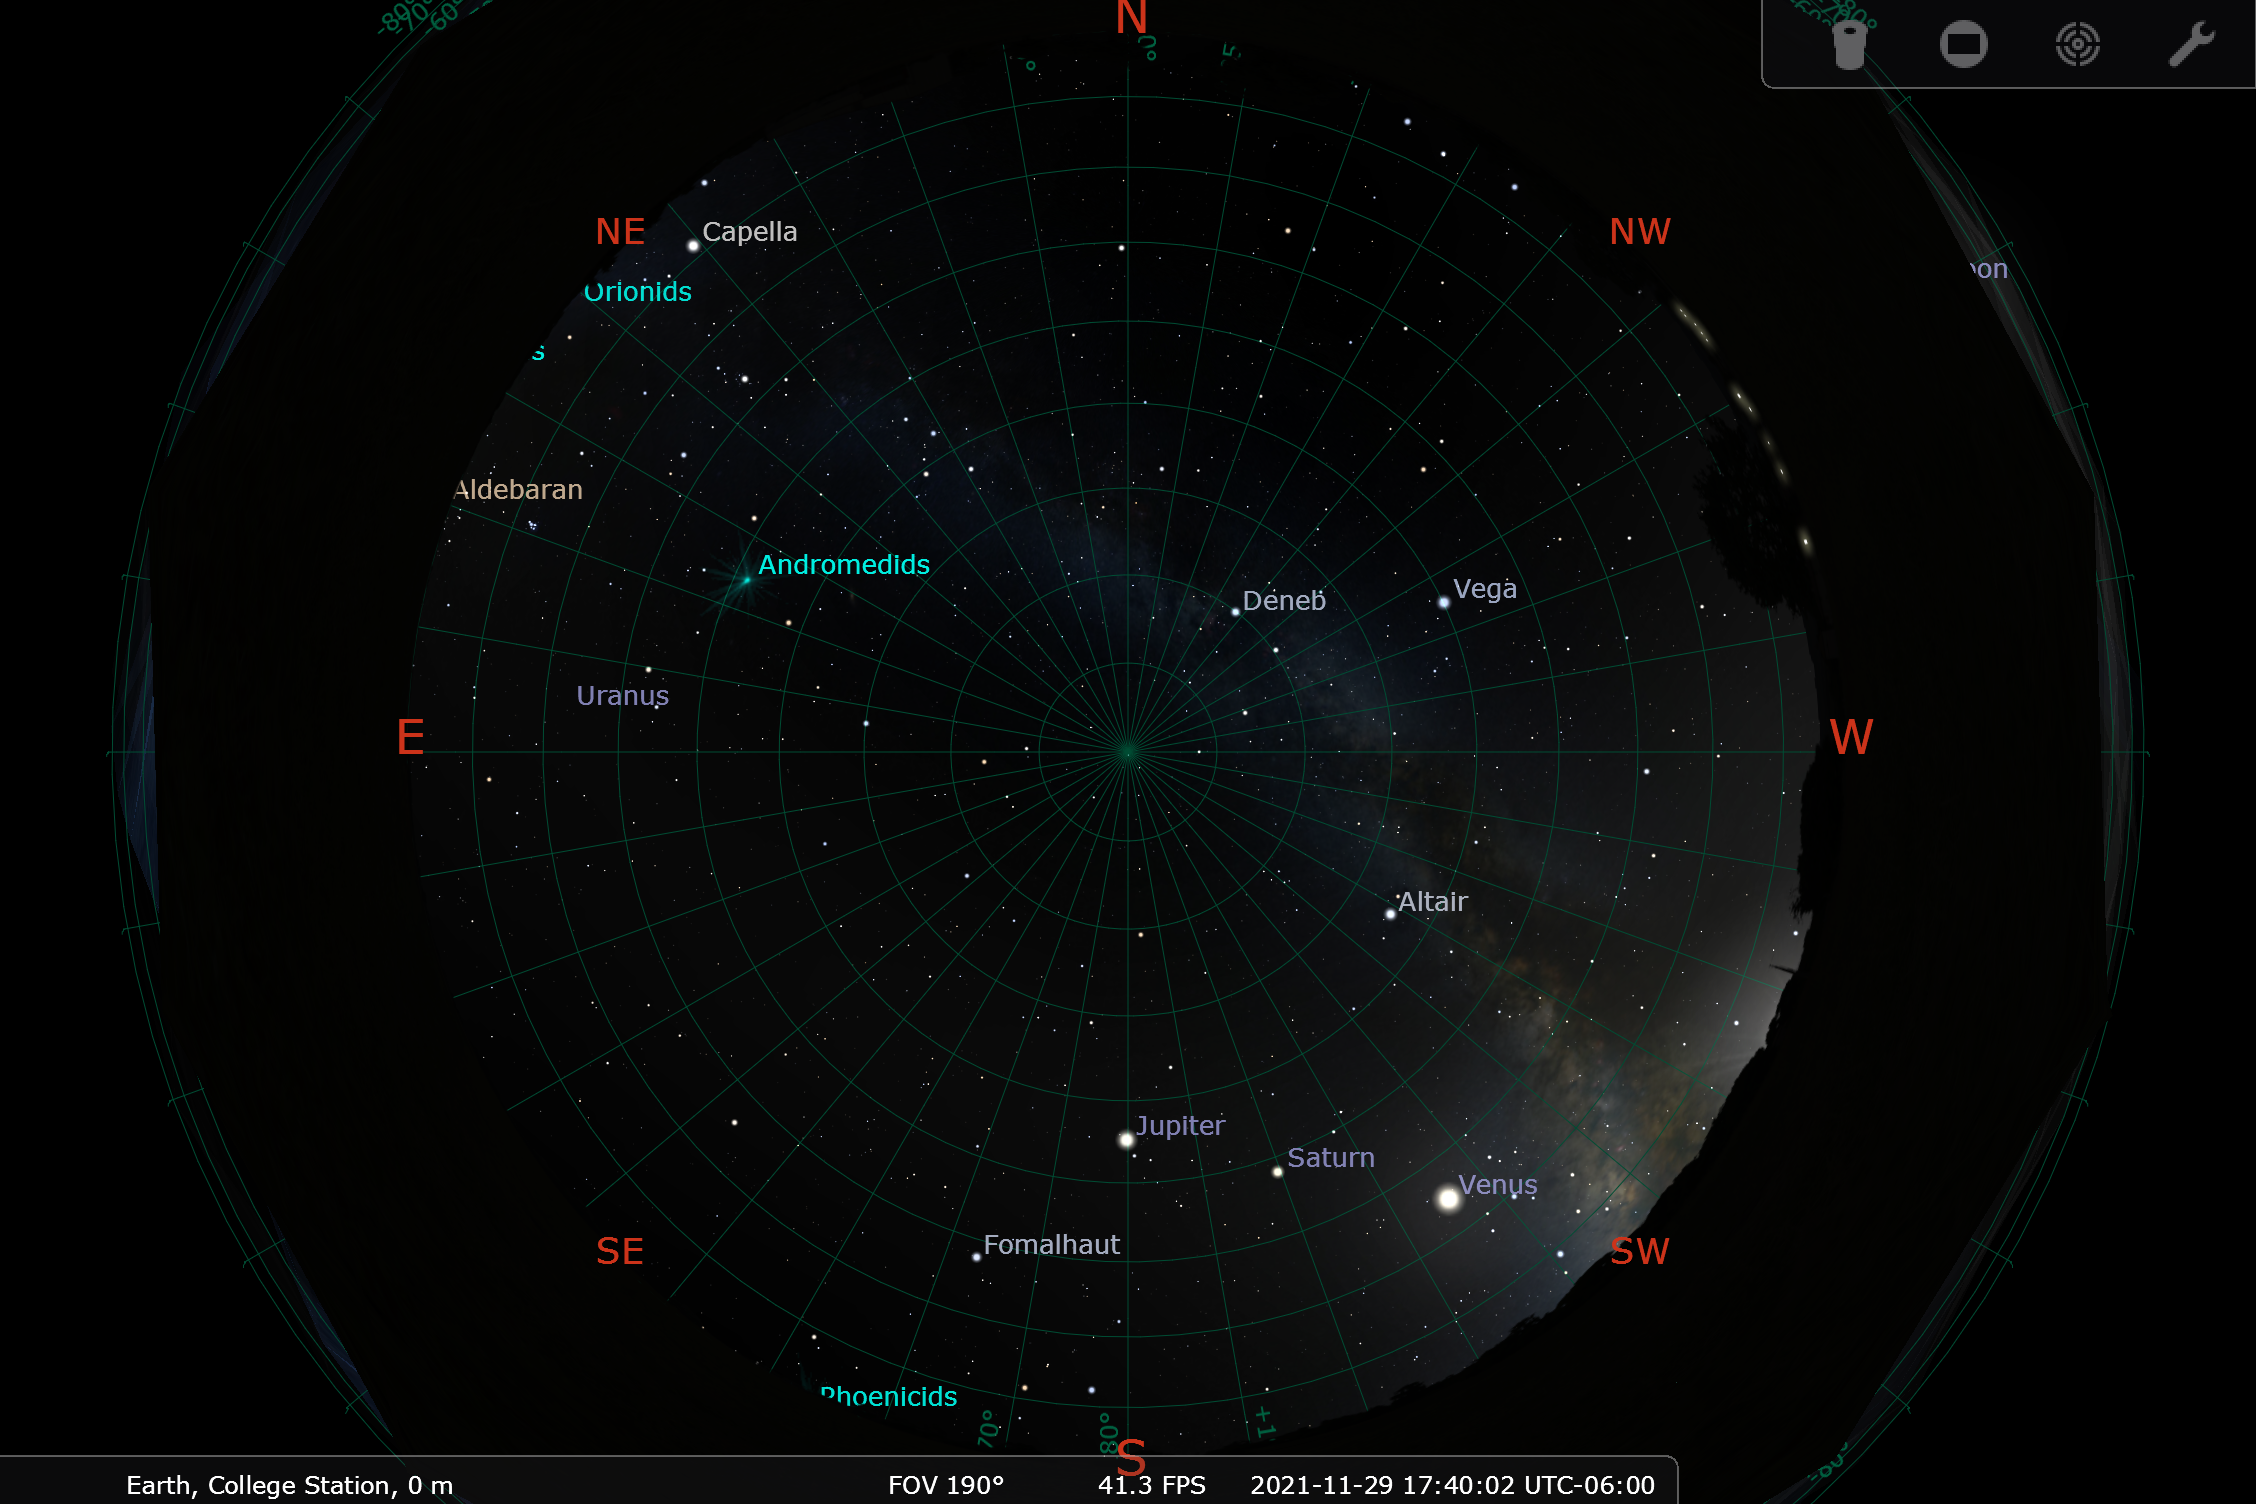 N
NE
Capella
NW
Orionids
s
Aldebaran
Andromedids
Deneb
Vega
Uranus
E
W
Altair
Jupiter
Saturn
Venus
Fomalhaut
SE
SW
Phoenicids
S
Earth, College Station, 0 m
FOV 190°
41.3 FPS
2021-11-29 17:40:02 UTC-06:00